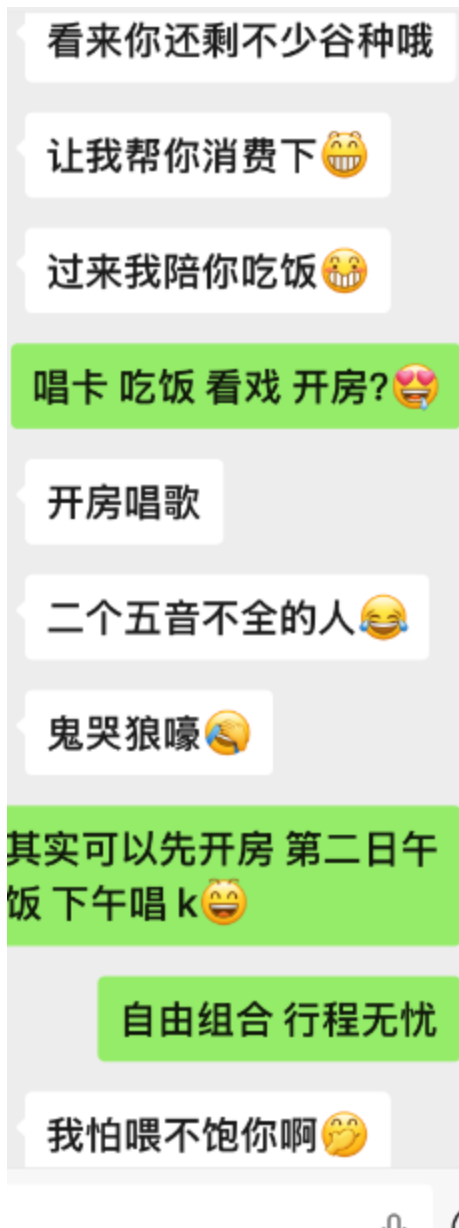 看来你还剩不少谷种哦
让我帮你消费下😁
过来我陪你吃饭😁
唱卡 吃饭 看戏 开房?😍
开房唱歌
二个五音不全的人😂
鬼哭狼嚎🤦
其实可以先开房 第二日午
饭 下午唱 k😄
自由组合 行程无忧
我怕喂不饱你啊🤭